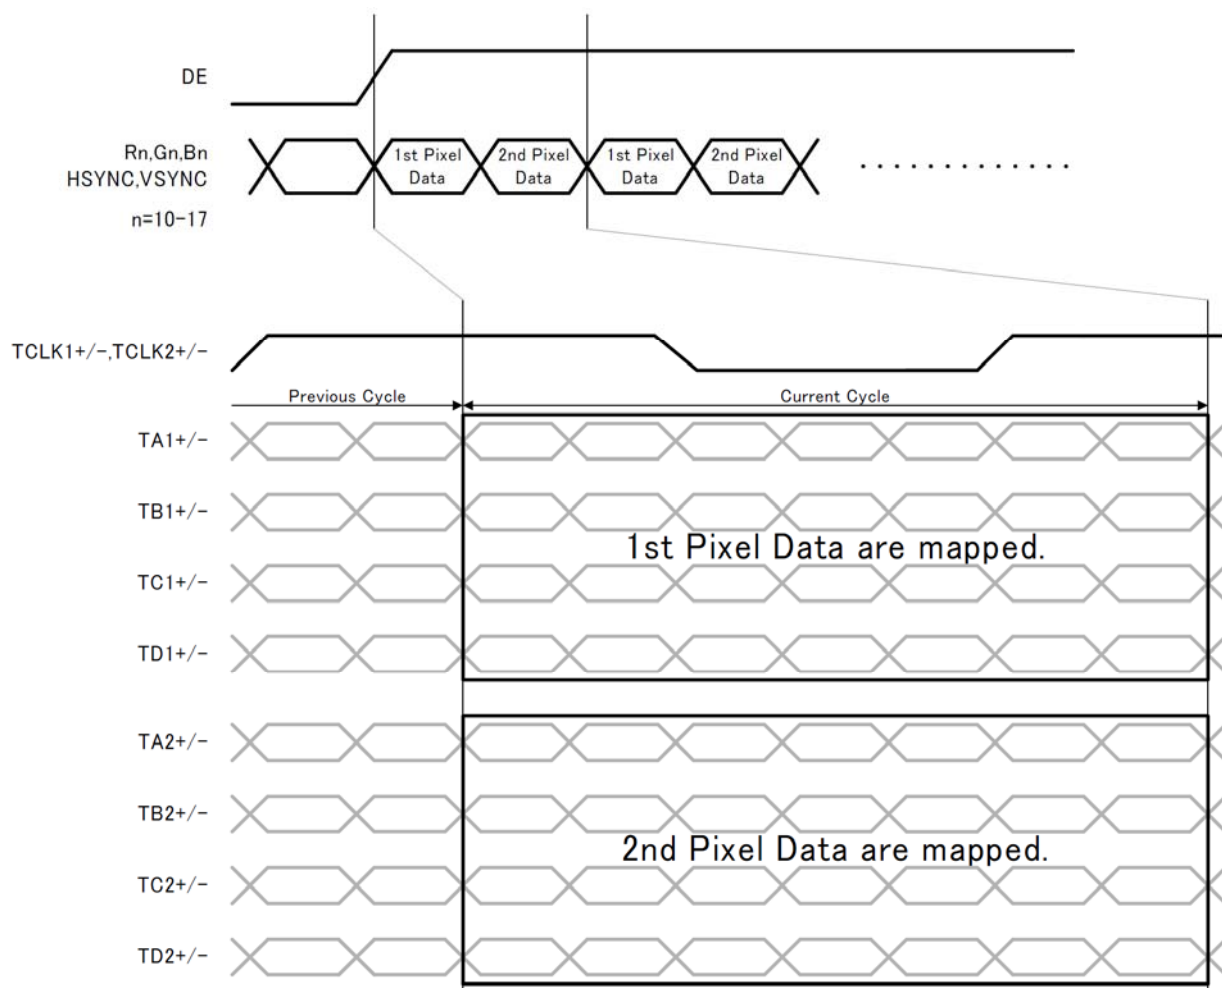 DE
Rn,Gn,Bn
HSYNC,VSYNC
n=10-17
1st Pixel
Data
2nd Pixel
Data
1st Pixel
Data
2nd Pixel
Data
TCLK1+/-,TCLK2+/-
Previous Cycle
Current Cycle
TA1+/-
TB1+/-
1st Pixel Data are mapped.
TC1+/-
TD1+/-
TA2+/-
TB2+/-
2nd Pixel Data are mapped.
TC2+/-
TD2+/-